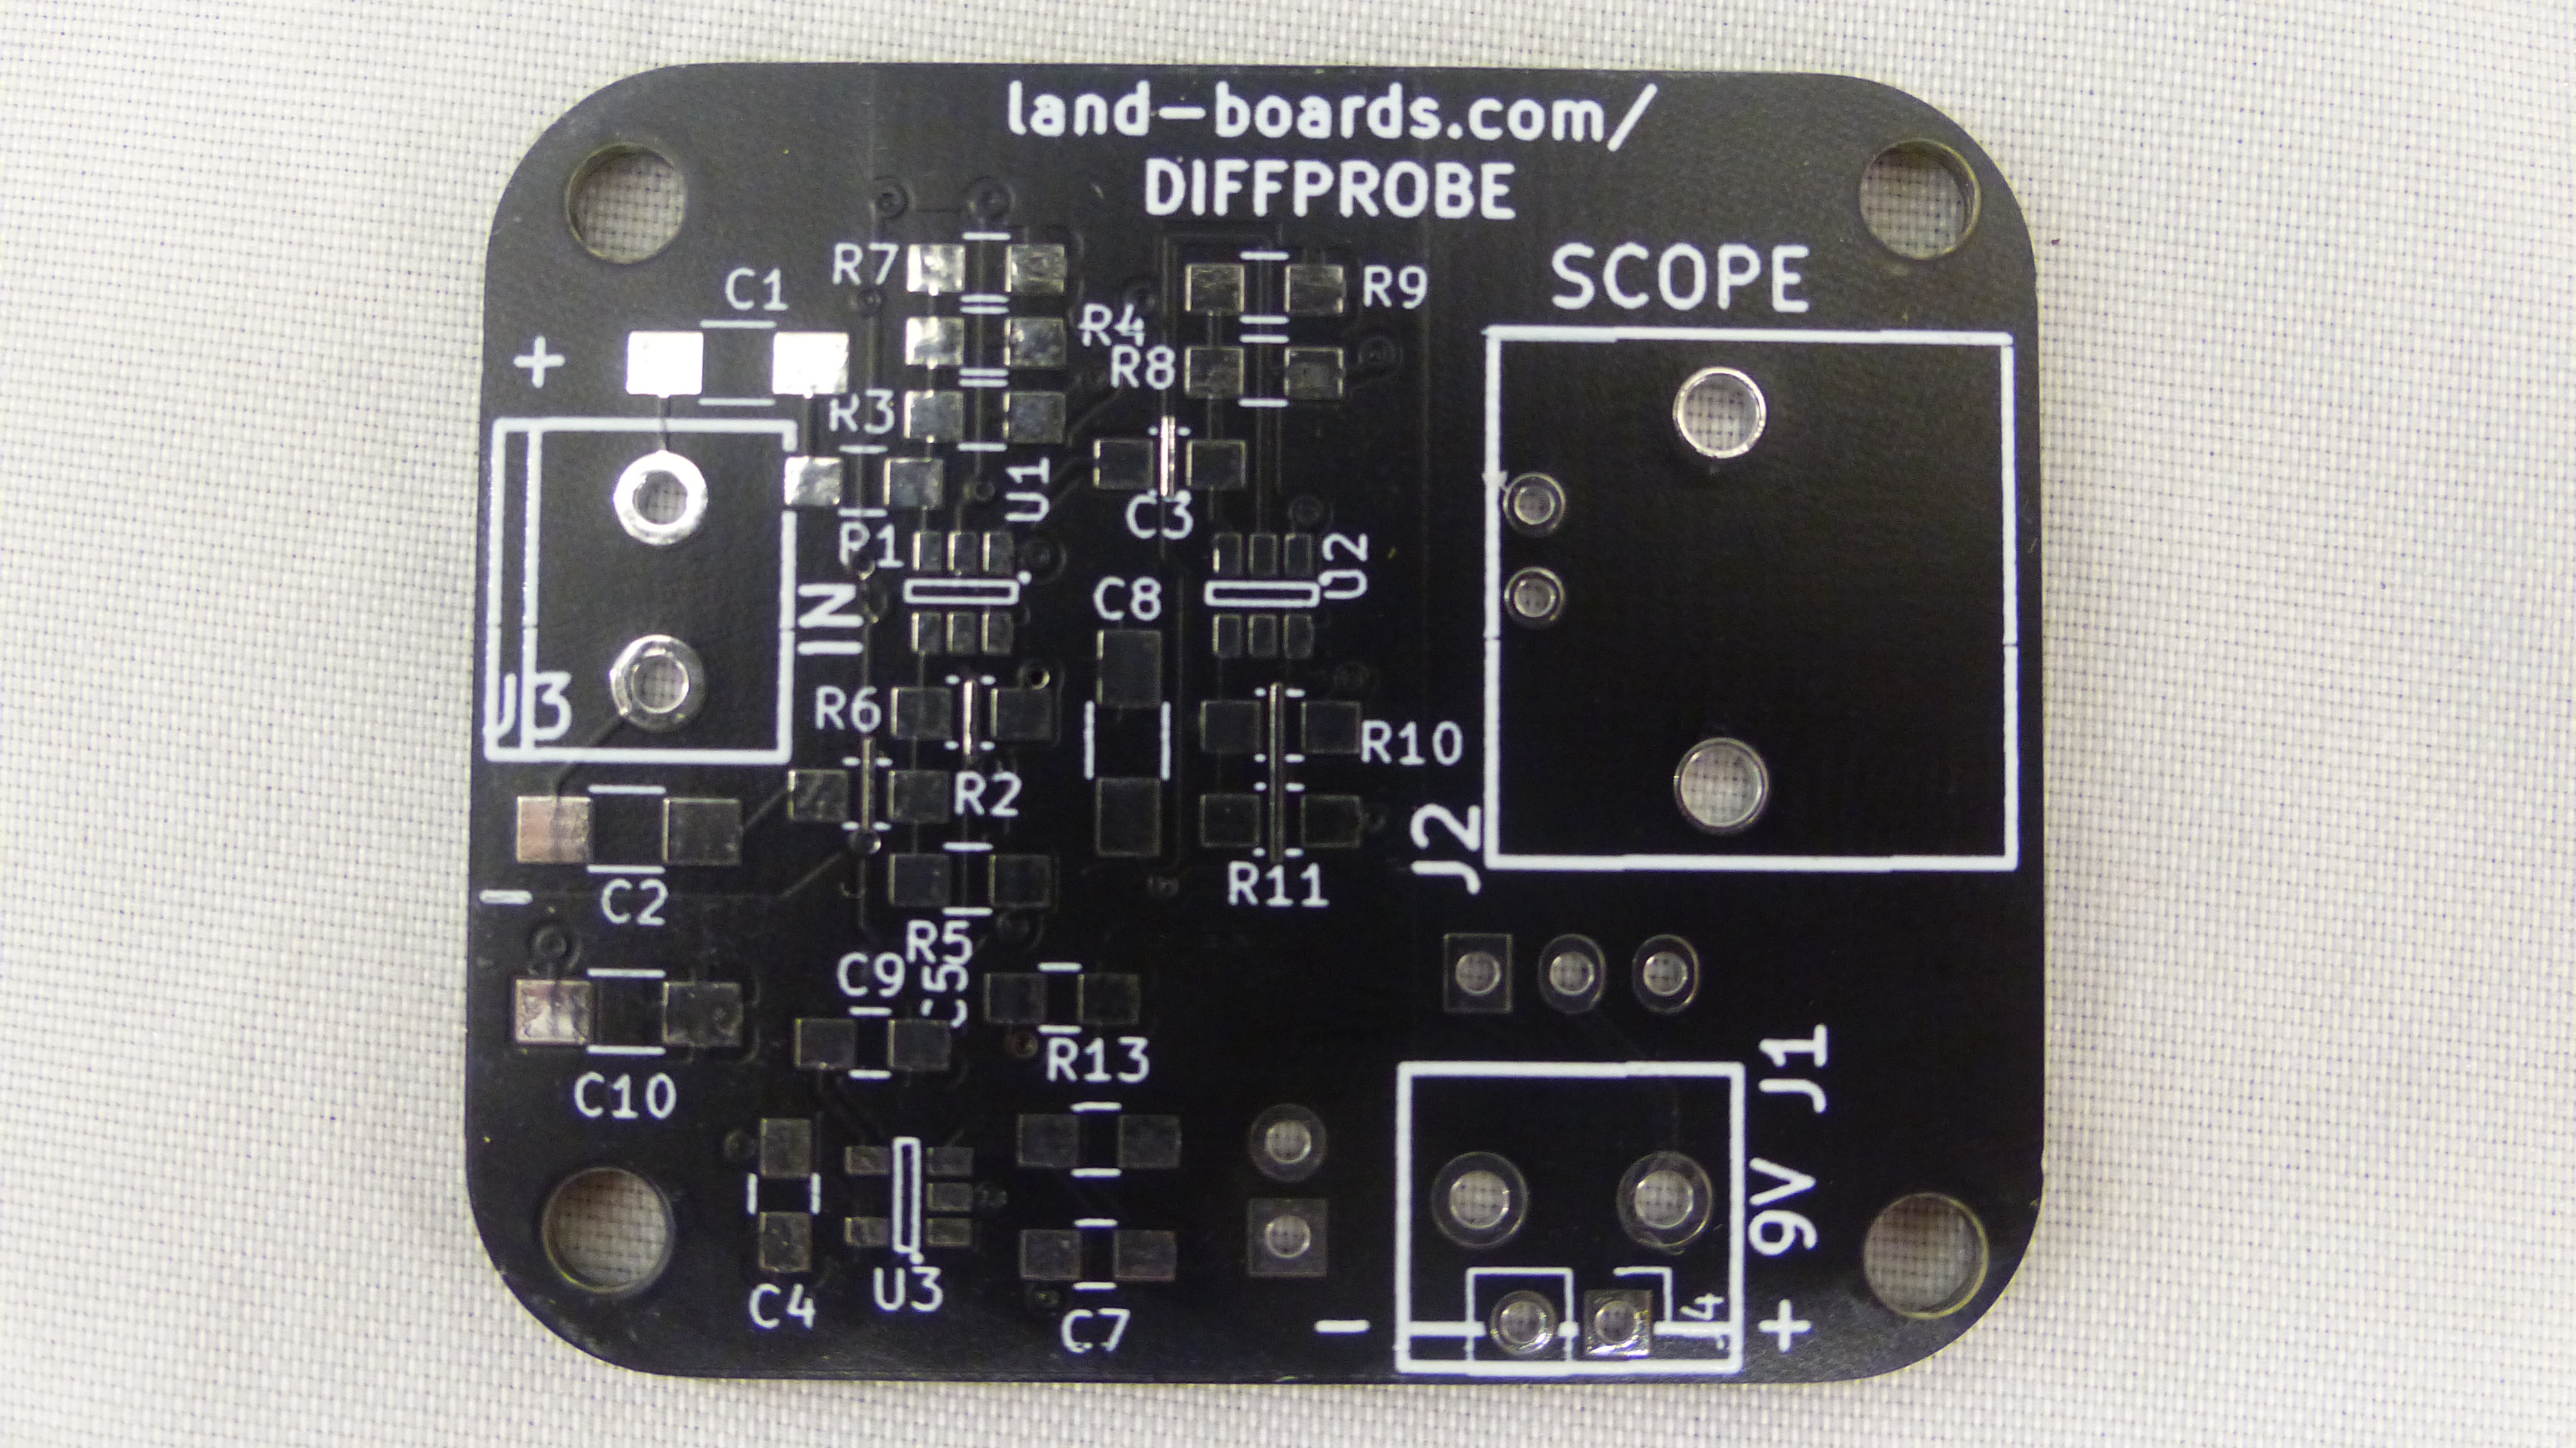 land-boards.com/
DIFFPROBE
SCOPE
R7
C1
R9
R4
+
R8
R3
U1
C3
R1
U2
IN
C8
J3
R6
R10
R2
J2
C2
-
R11
R5
C9
C5
R13
J1
C10
9V
U3
C4
C7
J4
-
+